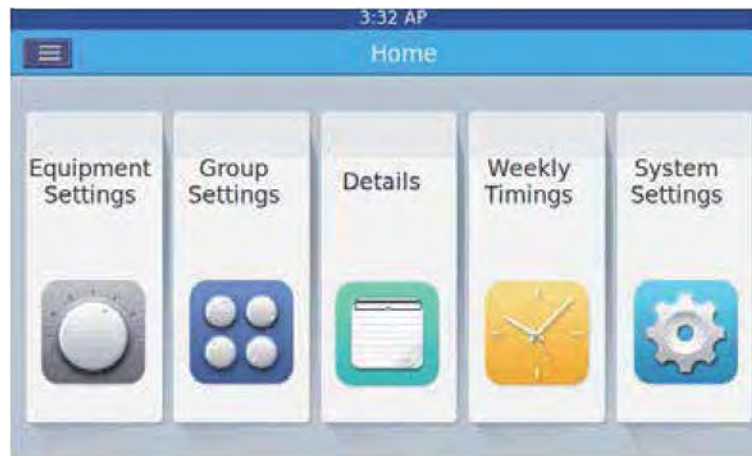 3:32 AP
Home
Equipment
Settings
Group
Settings
Details
Weekly
Timings
System
Settings